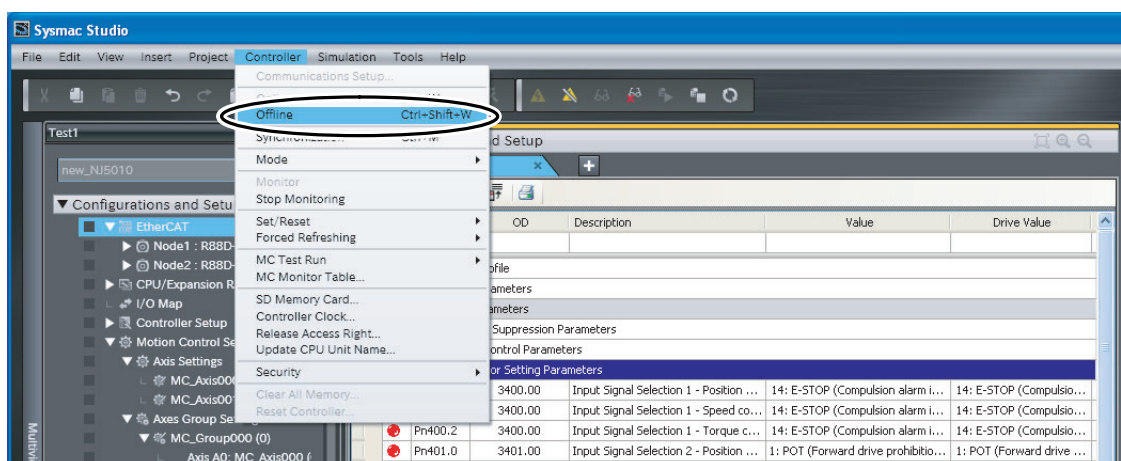 Sysmac Studio
File Edit View Insert Project Controller Simulation Tools Help
Communications Setup...
Offline Ctrl+Shift+W
Test1
d Setup
Mode
new_NJ5010
Monitor
Stop Monitoring
Configurations and Setu
Set/Reset
OD Description Value Drive Value
EtherCAT
Forced Refreshing
Node1 : R88D-
MC Test Run
ofile
Node2 : R88D-
MC Monitor Table...
ameters
CPU/Expansion R
SD Memory Card...
ameters
I/O Map
Controller Clock...
Controller Setup
Release Access Right...
Suppression Parameters
Motion Control Se
Update CPU Unit Name...
ontrol Parameters
Axis Settings
Security
or Setting Parameters
MC_Axis00
Clear All Memory...
3400.00 Input Signal Selection 1 - Position ... 14: E-STOP (Compulsion alarm i... 14: E-STOP (Compulsio...
MC_Axis00
Reset Controller...
3400.00 Input Signal Selection 1 - Speed co... 14: E-STOP (Compulsion alarm i... 14: E-STOP (Compulsio...
Axes Group Se
Pn400.2 3400.00 Input Signal Selection 1 - Torque c... 14: E-STOP (Compulsion alarm i... 14: E-STOP (Compulsio...
MC_Group000 (0)
Pn401.0 3401.00 Input Signal Selection 2 - Position ... 1: POT (Forward drive prohibitio... 1: POT (Forward drive ...
Axis A0: MC_Axis000 (